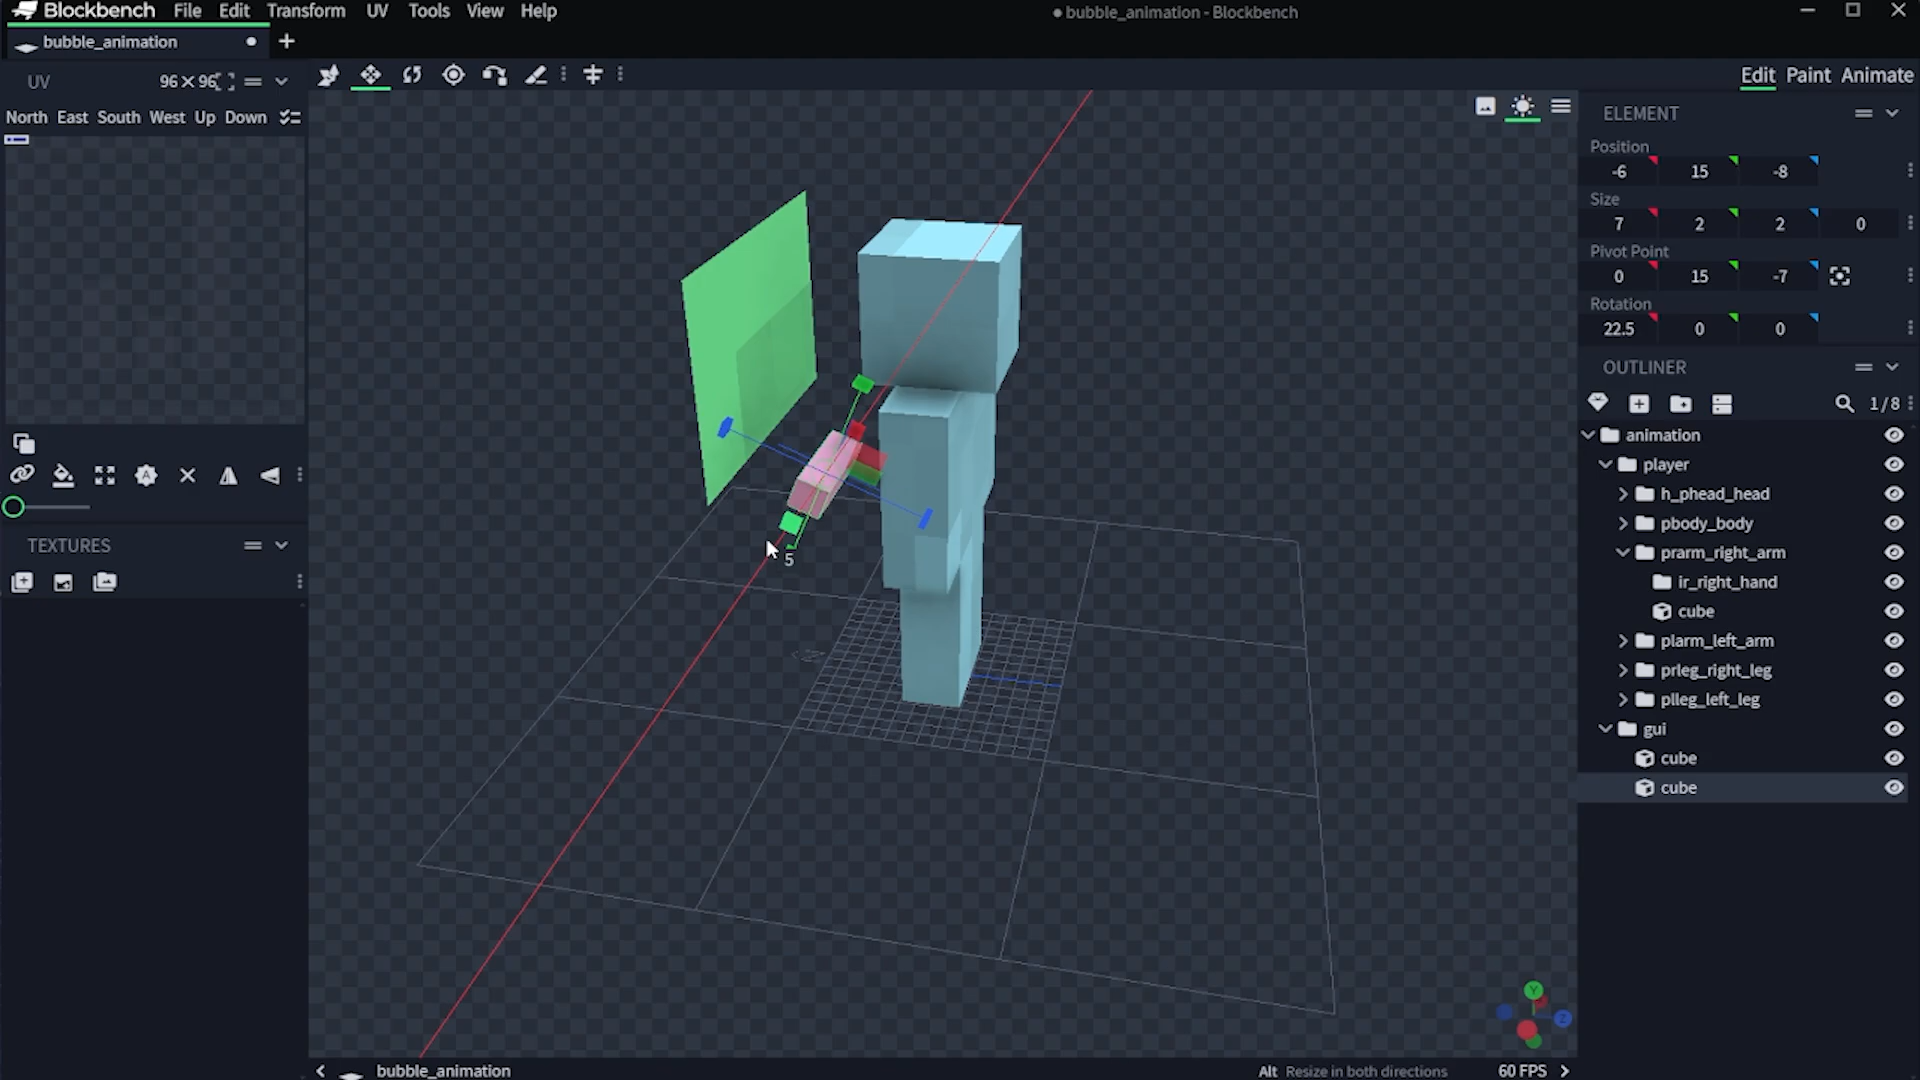 Blockbench File Edit Transform UV Tools View Help
bubble_animation - Blockbench
bubble_animation
UV 96×96
Edit Paint Animate
North East South West Up Down
ELEMENT
Position
-6 15 -8
Size
7 2 2 0
Pivot Point
0 15 -7
Rotation
22.5 0 0
OUTLINER
1/8
animation
player
h_phead_head
pbody_body
prarm_right_arm
ir_right_hand
cube
plarm_left_arm
prleg_right_leg
plleg_left_leg
gui
cube
cube
TEXTURES
5
Y
Z
bubble_animation
Alt Resize in both directions 60 FPS